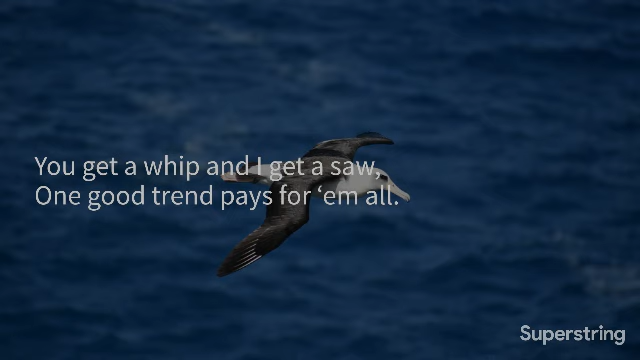 You get a whip and I get a saw,
One good trend pays for ‘em all.
Superstring